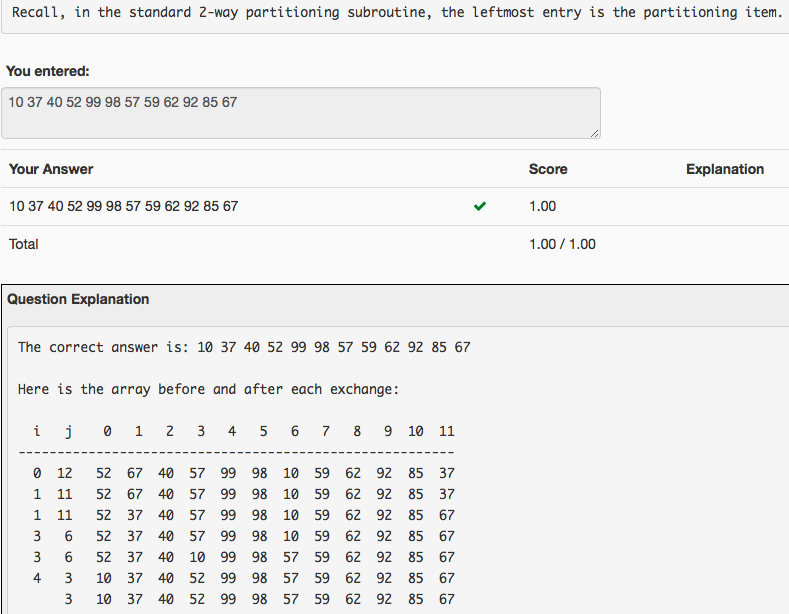 Recall, in the standard 2-way partitioning subroutine, the leftmost entry is the partitioning item.
You entered:
10 37 40 52 99 98 57 59 62 92 85 67
Your Answer Score Explanation
10 37 40 52 99 98 57 59 62 92 85 67 ✔ 1.00
Total 1.00 / 1.00
Question Explanation
The correct answer is: 10 37 40 52 99 98 57 59 62 92 85 67
Here is the array before and after each exchange:
i j 0 1 2 3 4 5 6 7 8 9 10 11
---------------------------------------------------------
0 12 52 67 40 57 99 98 10 59 62 92 85 37
1 11 52 67 40 57 99 98 10 59 62 92 85 37
1 11 52 37 40 57 99 98 10 59 62 92 85 67
3 6 52 37 40 57 99 98 10 59 62 92 85 67
3 6 52 37 40 10 99 98 57 59 62 92 85 67
4 3 10 37 40 52 99 98 57 59 62 92 85 67
3 10 37 40 52 99 98 57 59 62 92 85 67